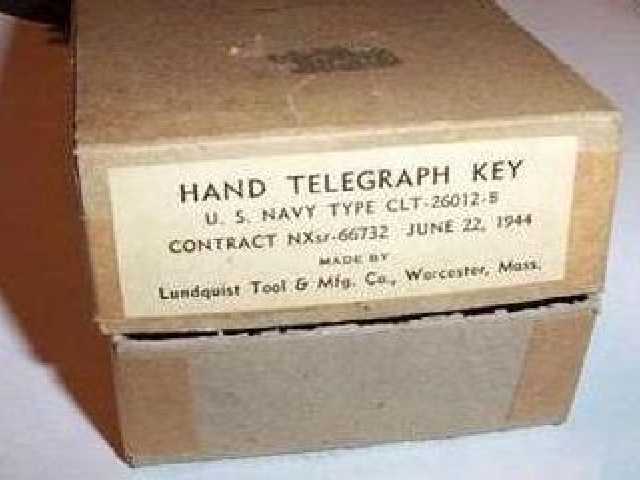 HAND TELEGRAPH KEY
U. S. NAVY TYPE CLT-26012-B
CONTRACT NXsr-66732 JUNE 22, 1944
MADE BY
Lundquist Tool & Mfg. Co., Worcester, Mass.